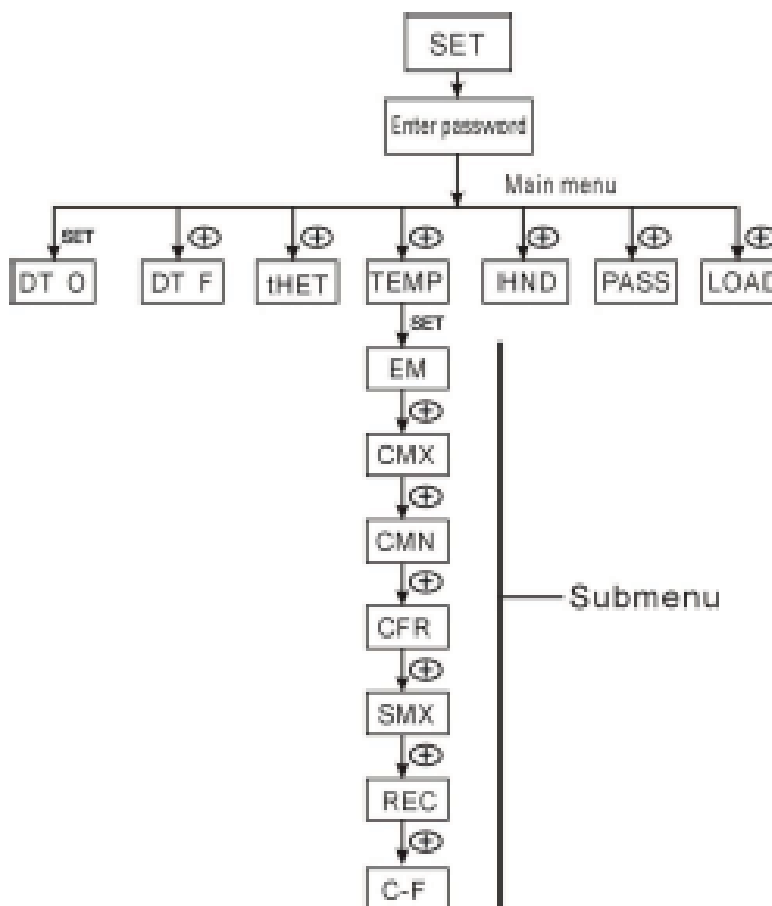 SET
Enter password
Main menu
SET
DT O DT F tHET TEMP IHND PASS LOAD
SET
EM
CMX
CMN
CFR
SMX
REC
C-F
Submenu